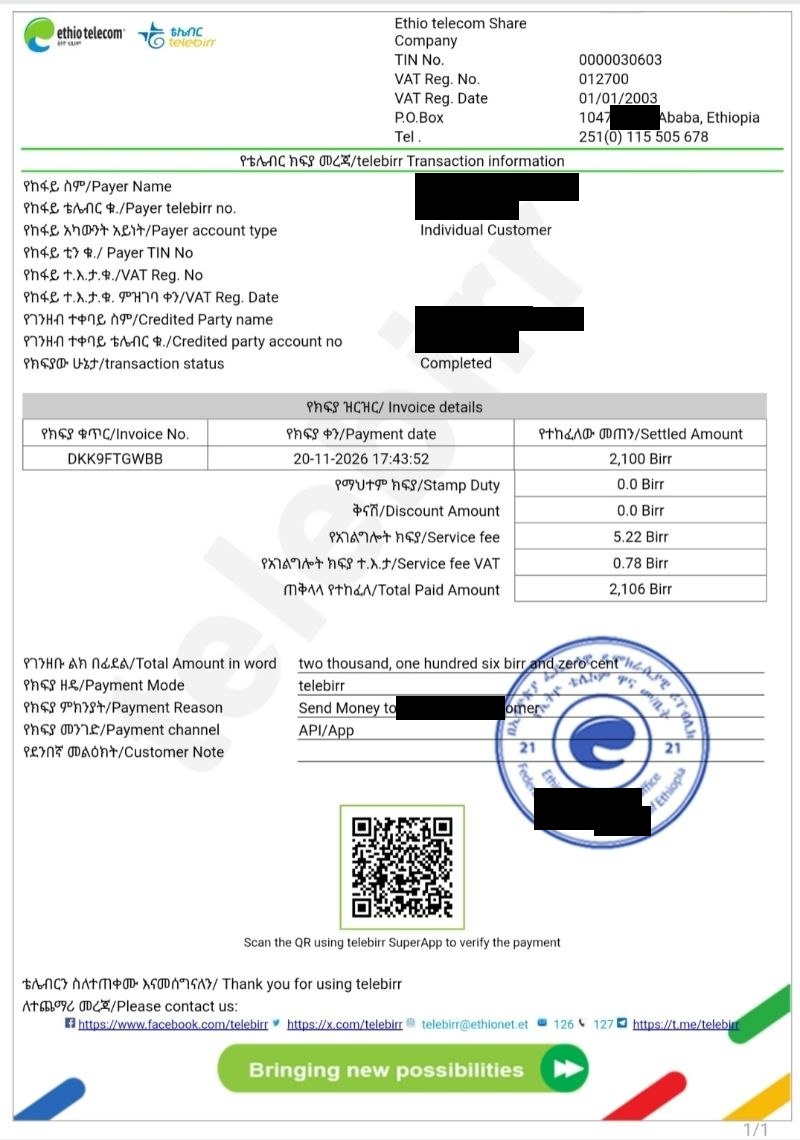 ethio telecom
ኢትዮ ቴሌኮም
ቴሌብር
telebirr
Ethio telecom Share
Company
TIN No. 0000030603
VAT Reg. No. 012700
VAT Reg. Date 01/01/2003
P.O.Box 1047 Ababa, Ethiopia
Tel . 251(0) 115 505 678
የቴሌብር ክፍያ መረጃ/telebirr Transaction information
የከፋይ ስም/Payer Name
የከፋይ ቴሌብር ቁ./Payer telebirr no.
የከፋይ አካውንት አይነት/Payer account type Individual Customer
የከፋይ ቲን ቁ./ Payer TIN No
የከፋይ ተ.እ.ታ.ቁ./VAT Reg. No
የከፋይ ተ.እ.ታ.ቁ. ምዝገባ ቀን/VAT Reg. Date
የገንዘብ ተቀባይ ስም/Credited Party name
የገንዘብ ተቀባይ ቴሌብር ቁ./Credited party account no
የክፍያው ሁኔታ/transaction status Completed
telebirr
የክፍያ ዝርዝር/ Invoice details
የክፍያ ቁጥር/Invoice No. የክፍያ ቀን/Payment date የተከፈለው መጠን/Settled Amount
DKK9FTGWBB 20-11-2026 17:43:52 2,100 Birr
የማህተም ክፍያ/Stamp Duty 0.0 Birr
ቅናሽ/Discount Amount 0.0 Birr
የአገልግሎት ክፍያ/Service fee 5.22 Birr
የአገልግሎት ክፍያ ተ.እ.ታ/Service fee VAT 0.78 Birr
ጠቅላላ የተከፈለ/Total Paid Amount 2,106 Birr
የገንዘቡ ልክ በፊደል/Total Amount in word two thousand, one hundred six birr and zero cent
የክፍያ ዘዴ/Payment Mode telebirr
የክፍያ ምክንያት/Payment Reason Send Money to omer
የክፍያ መንገድ/Payment channel API/App
የደንበኛ መልዕክት/Customer Note
21 21
Ethiopia
Scan the QR using telebirr SuperApp to verify the payment
ቴሌብርን ስለተጠቀሙ እናመሰግናለን/ Thank you for using telebirr
ለተጨማሪ መረጃ/Please contact us:
https://www.facebook.com/telebirr https://x.com/telebirr telebirr@ethionet.et 126 127 https://t.me/telebirr
Bringing new possibilities
1/1